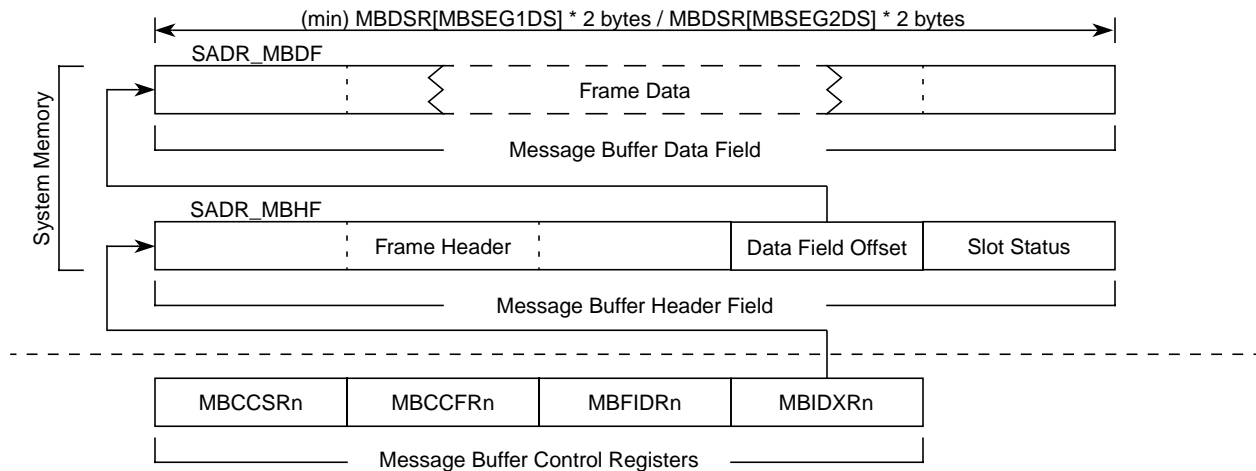 (min) MBDSR[MBSEG1DS] * 2 bytes / MBDSR[MBSEG2DS] * 2 bytes
SADR_MBDF
Frame Data
Message Buffer Data Field
System Memory
SADR_MBHF
Frame Header
Data Field Offset
Slot Status
Message Buffer Header Field
MBCCSRn
MBCCFRn
MBFIDRn
MBIDXRn
Message Buffer Control Registers